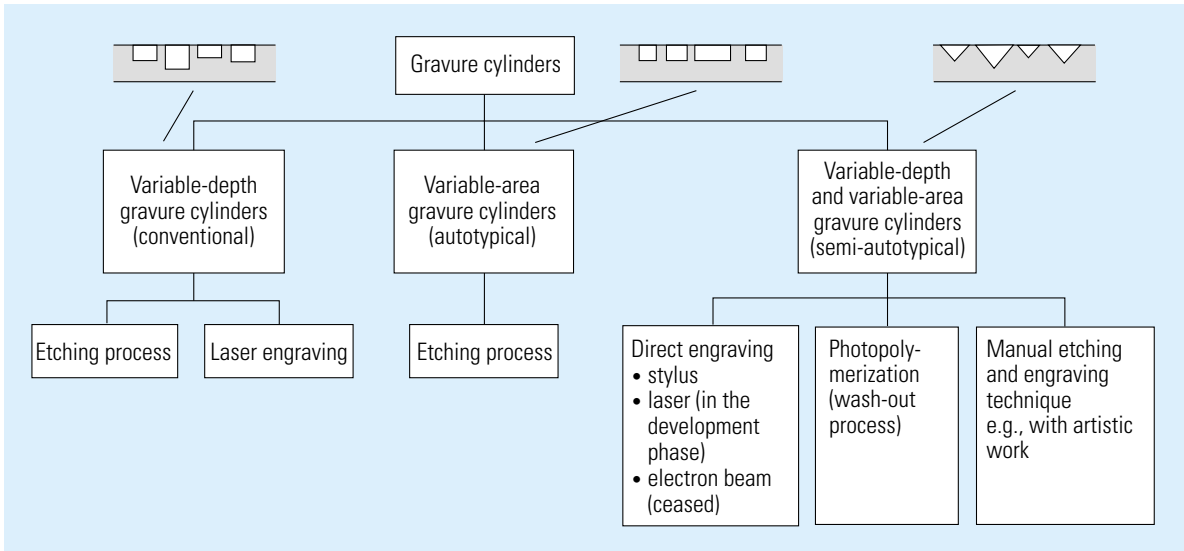 Gravure cylinders
Variable-depth
gravure cylinders
(conventional)
Variable-area
gravure cylinders
(autotypical)
Variable-depth
and variable-area
gravure cylinders
(semi-autotypical)
Etching process
Laser engraving
Etching process
Direct engraving
• stylus
• laser (in the
development
phase)
• electron beam
(ceased)
Photopoly-
merization
(wash-out
process)
Manual etching
and engraving
technique
e.g., with artistic
work